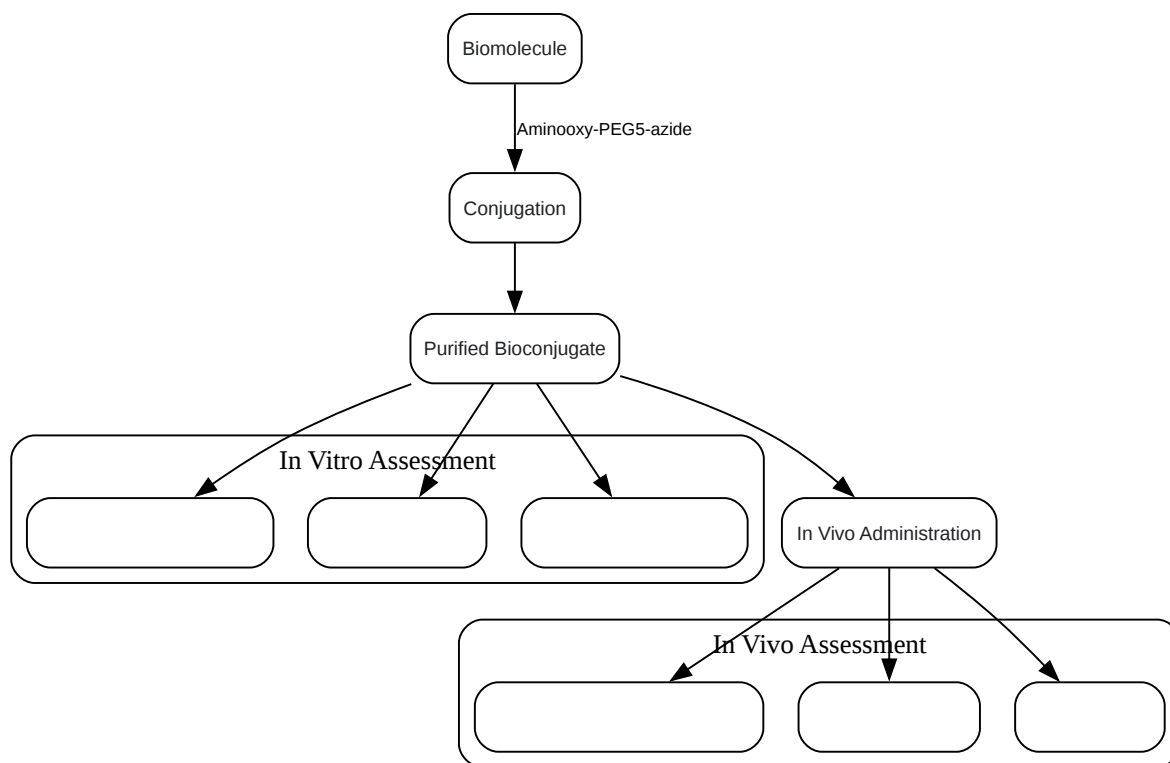 Biomolecule
Aminooxy-PEG5-azide
Conjugation
Purified Bioconjugate
In Vitro Assessment
In Vivo Administration
In Vivo Assessment